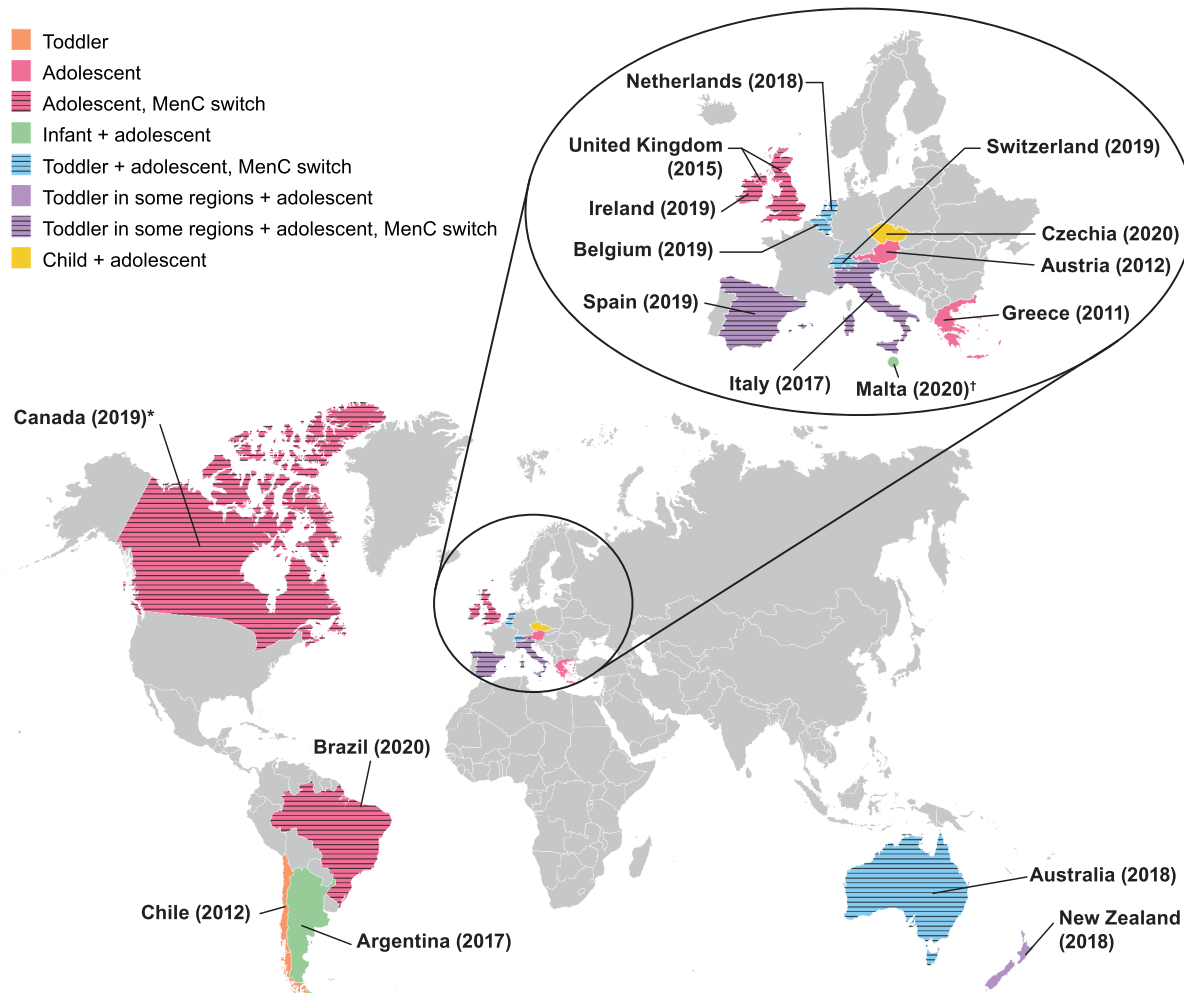 Toddler
Adolescent
Adolescent, MenC switch
Infant + adolescent
Toddler + adolescent, MenC switch
Toddler in some regions + adolescent
Toddler in some regions + adolescent, MenC switch
Child + adolescent
Netherlands (2018)
United Kingdom
(2015)
Ireland (2019)
Belgium (2019)
Spain (2019)
Italy (2017)
Malta (2020)†
Switzerland (2019)
Czechia (2020)
Austria (2012)
Greece (2011)
Canada (2019)*
Brazil (2020)
Chile (2012)
Argentina (2017)
Australia (2018)
New Zealand
(2018)